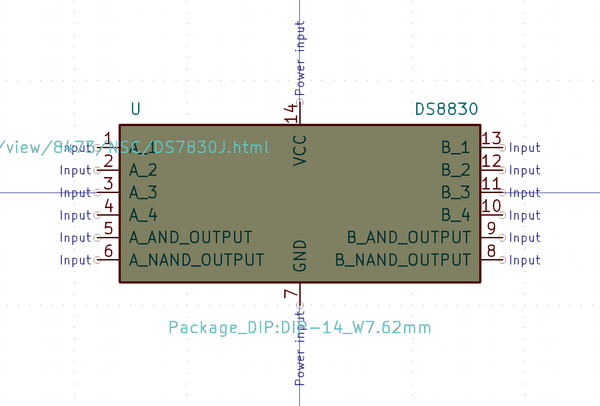 Power input
U
DS8830
14
VCC
/view/8473/NSC/DS7830J.html
1 Input A_1
B_1 13 Input
Input 2 A_2
B_2 12 Input
Input 3 A_3
B_3 11 Input
Input 4 A_4
B_4 10 Input
Input 5 A_AND_OUTPUT
B_AND_OUTPUT 9 Input
Input 6 A_NAND_OUTPUT
B_NAND_OUTPUT 8 Input
GND
7
Package_DIP:DIP-14_W7.62mm
Power input